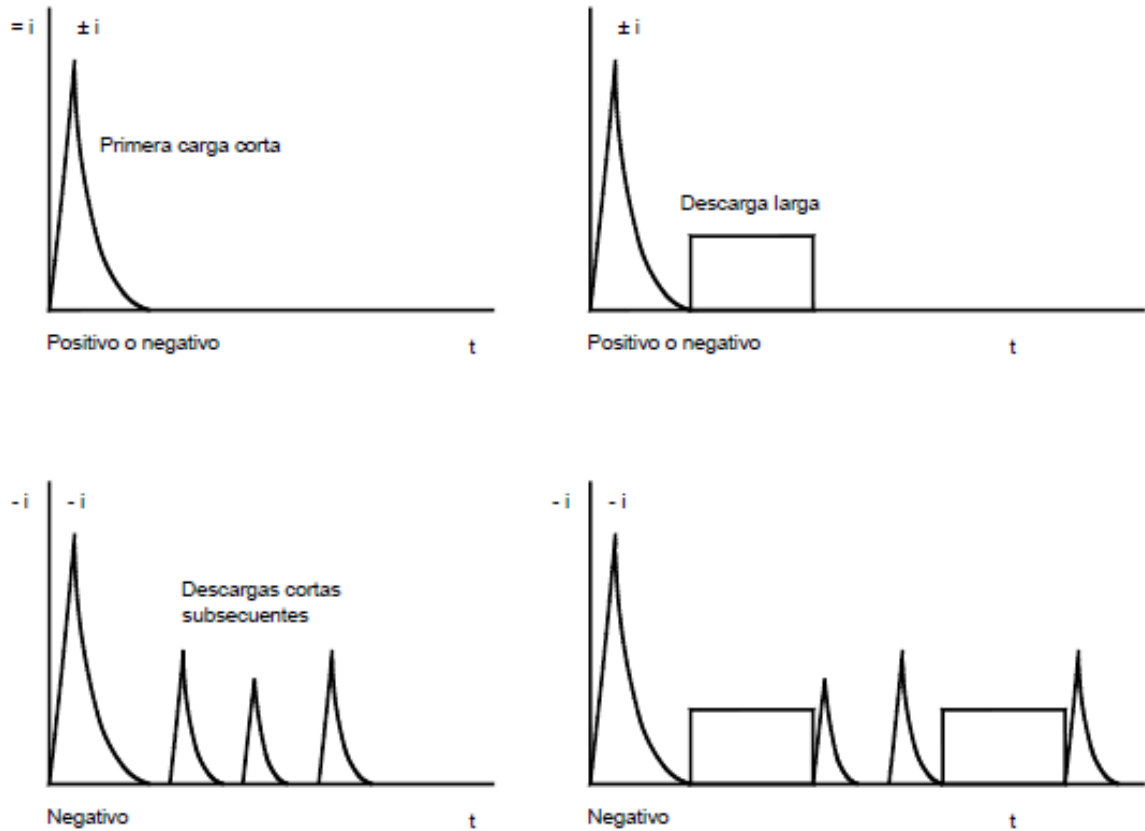 = i
± i
Primera carga corta
Positivo o negativo
t
± i
Descarga larga
Positivo o negativo
t
- i
- i
Descargas cortas
subsecuentes
Negativo
t
- i
- i
Negativo
t